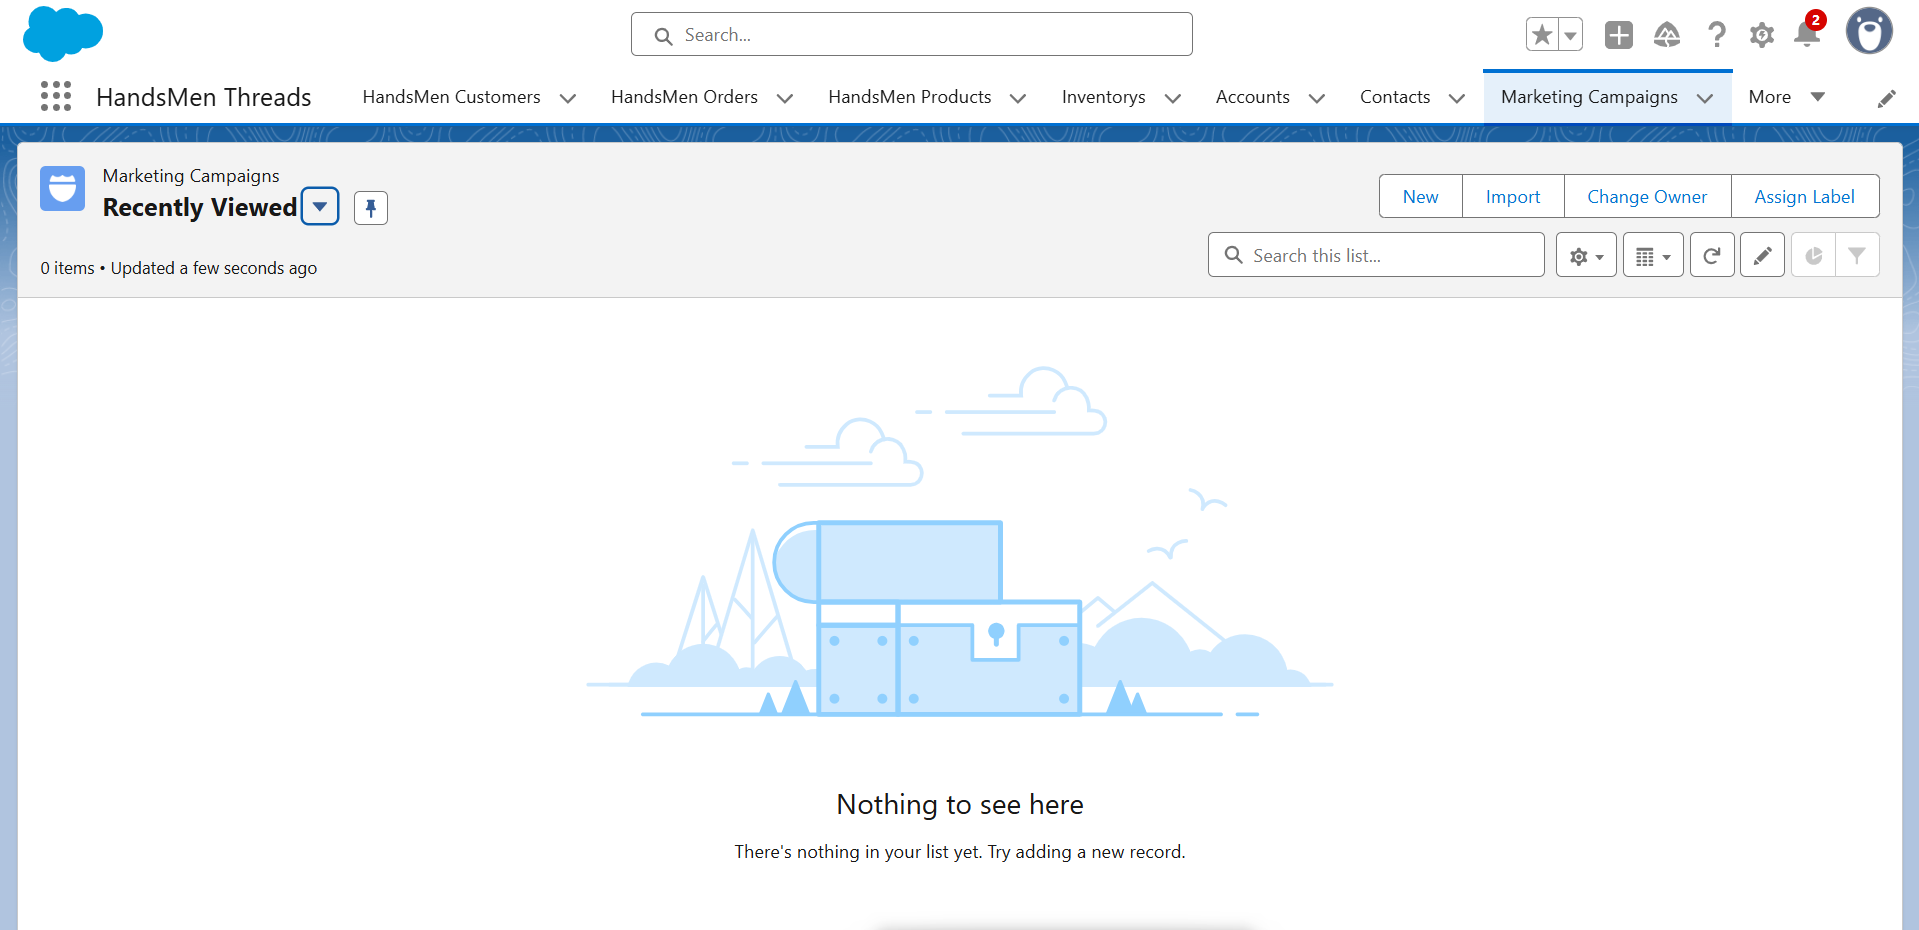 Search...
2
HandsMen Threads
HandsMen Customers
HandsMen Orders
HandsMen Products
Inventorys
Accounts
Contacts
Marketing Campaigns
More
Marketing Campaigns
Recently Viewed
New
Import
Change Owner
Assign Label
0 items • Updated a few seconds ago
Search this list...
Nothing to see here
There's nothing in your list yet. Try adding a new record.